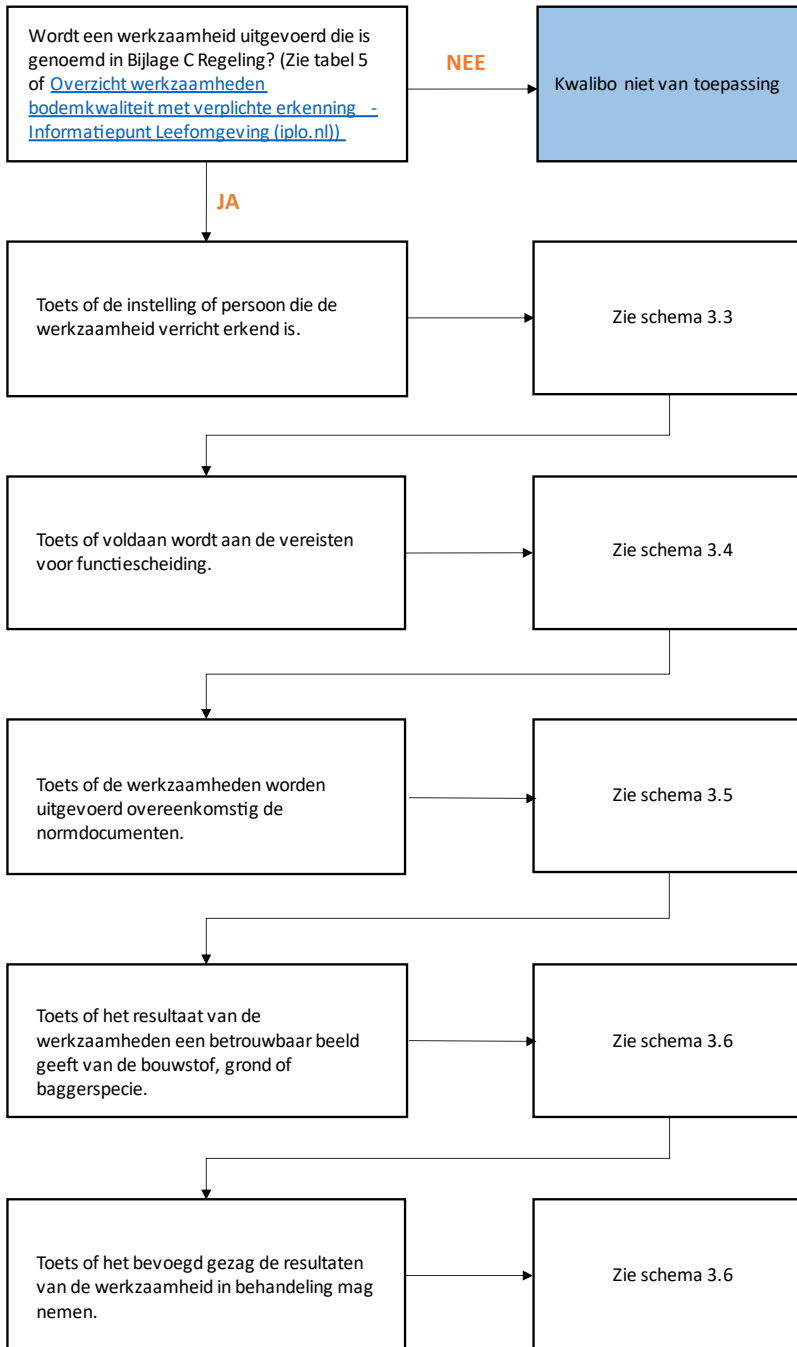 Wordt een werkzaamheid uitgevoerd die is
genoemd in Bijlage C Regeling? (Zie tabel 5
of Overzicht werkzaamheden
bodemkwaliteit met verplichte erkenning -
Informatiepunt Leefomgeving (iplo.nl))
NEE
Kwalibo niet van toepassing
JA
Toets of de instelling of persoon die de
werkzaamheid verricht erkend is.
Zie schema 3.3
Toets of voldaan wordt aan de vereisten
voor functiescheiding.
Zie schema 3.4
Toets of de werkzaamheden worden
uitgevoerd overeenkomstig de
normdocumenten.
Zie schema 3.5
Toets of het resultaat van de
werkzaamheden een betrouwbaar beeld
geeft van de bouwstof, grond of
baggerspecie.
Zie schema 3.6
Toets of het bevoegd gezag de resultaten
van de werkzaamheid in behandeling mag
nemen.
Zie schema 3.6